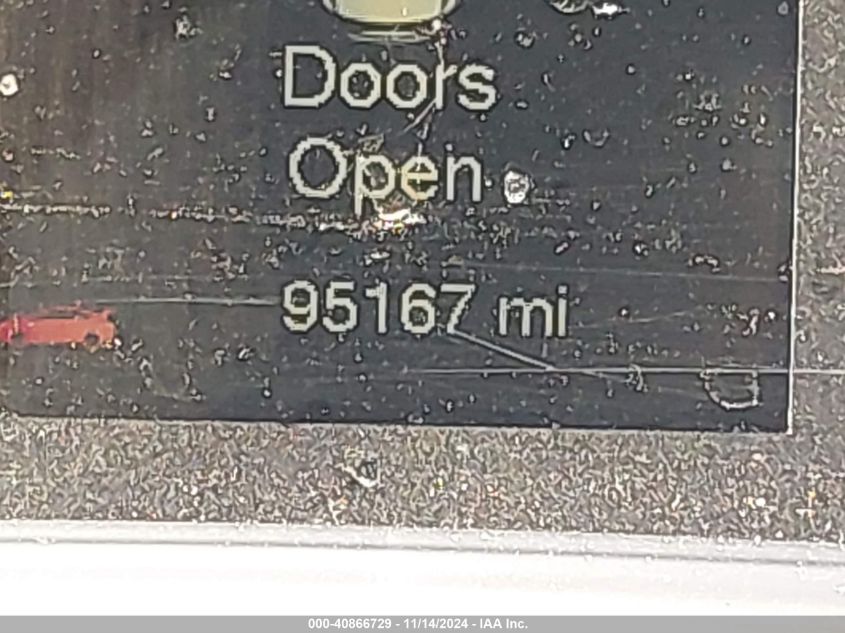 Doors
Open
95167 mi
000-40866729 - 11/14/2024 - IAA Inc.